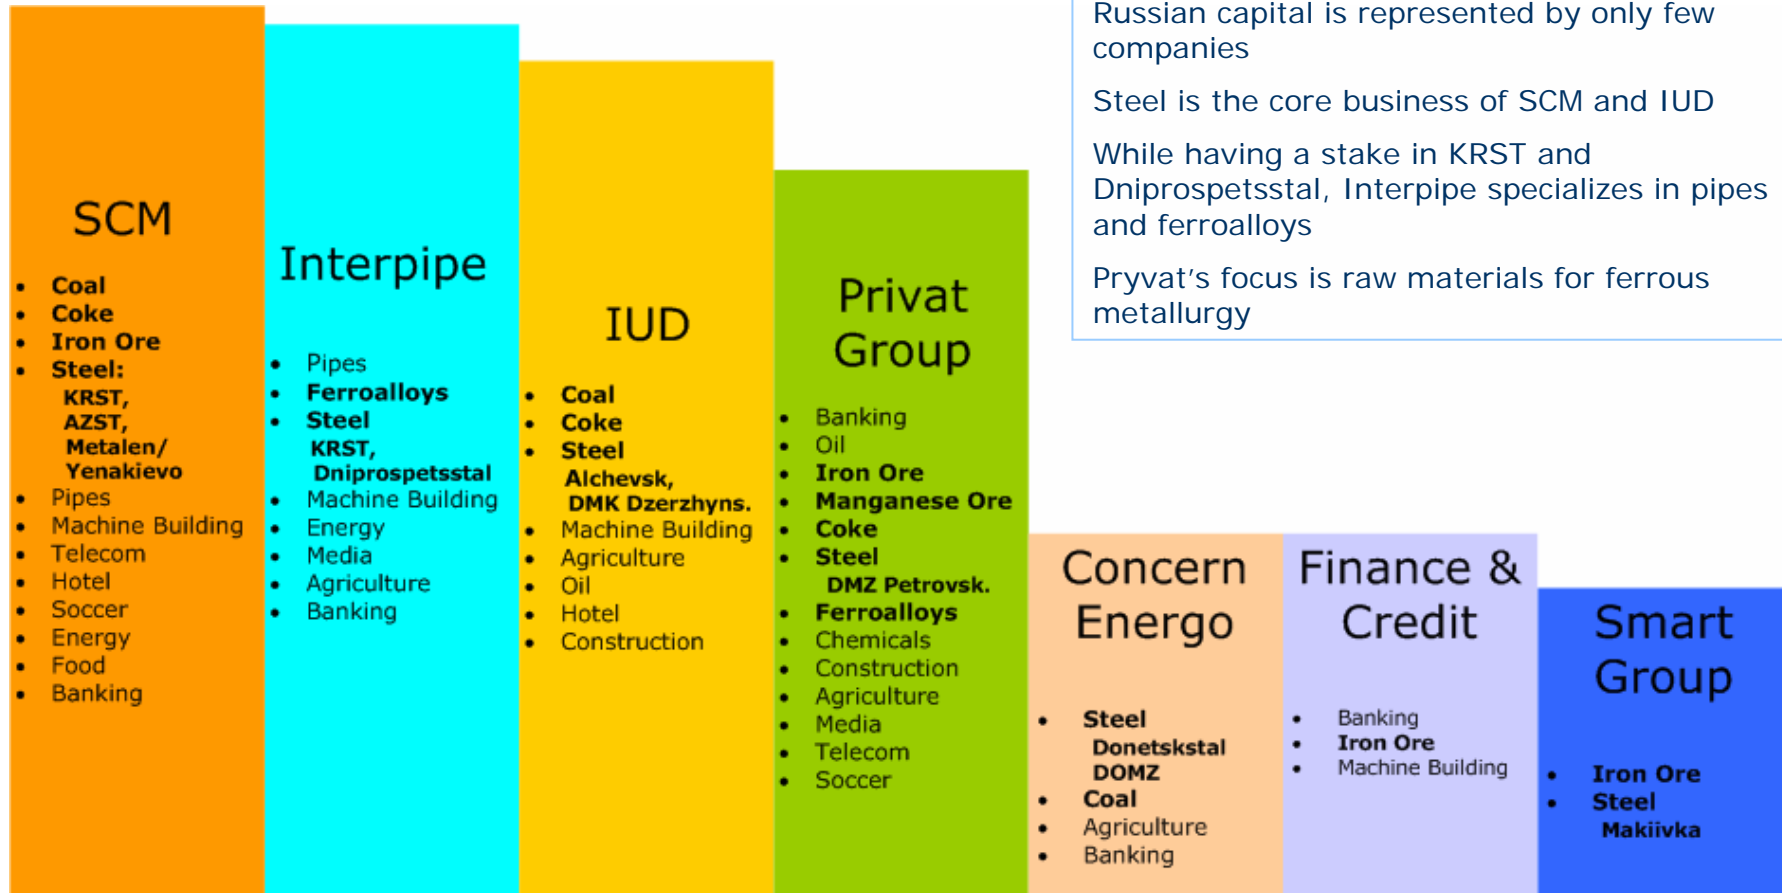 SCM
• Coal
• Coke
• Iron Ore
• Steel:
KRST,
AZST,
Metalen/
Yenakievo
• Pipes
• Machine Building
• Telecom
• Hotel
• Soccer
• Energy
• Food
• Banking
Interpipe
• Pipes
• Ferroalloys
• Steel
KRST,
Dniprospetsstal
• Machine Building
• Energy
• Media
• Agriculture
• Banking
IUD
• Coal
• Coke
• Steel
Alchevsk,
DMK Dzerzhyns.
• Machine Building
• Agriculture
• Oil
• Hotel
• Construction
Privat
Group
• Banking
• Oil
• Iron Ore
• Manganese Ore
• Coke
• Steel
DMZ Petrovsk.
• Ferroalloys
• Chemicals
• Construction
• Agriculture
• Media
• Telecom
• Soccer
Concern
Energo
• Steel
Donetskstal
DOMZ
• Coal
• Agriculture
• Banking
Finance &
Credit
• Banking
• Iron Ore
• Machine Building
Smart
Group
• Iron Ore
• Steel
Makiivka
Russian capital is represented by only few
companies
Steel is the core business of SCM and IUD
While having a stake in KRST and
Dniprospetsstal, Interpipe specializes in pipes
and ferroalloys
Pryvat's focus is raw materials for ferrous
metallurgy